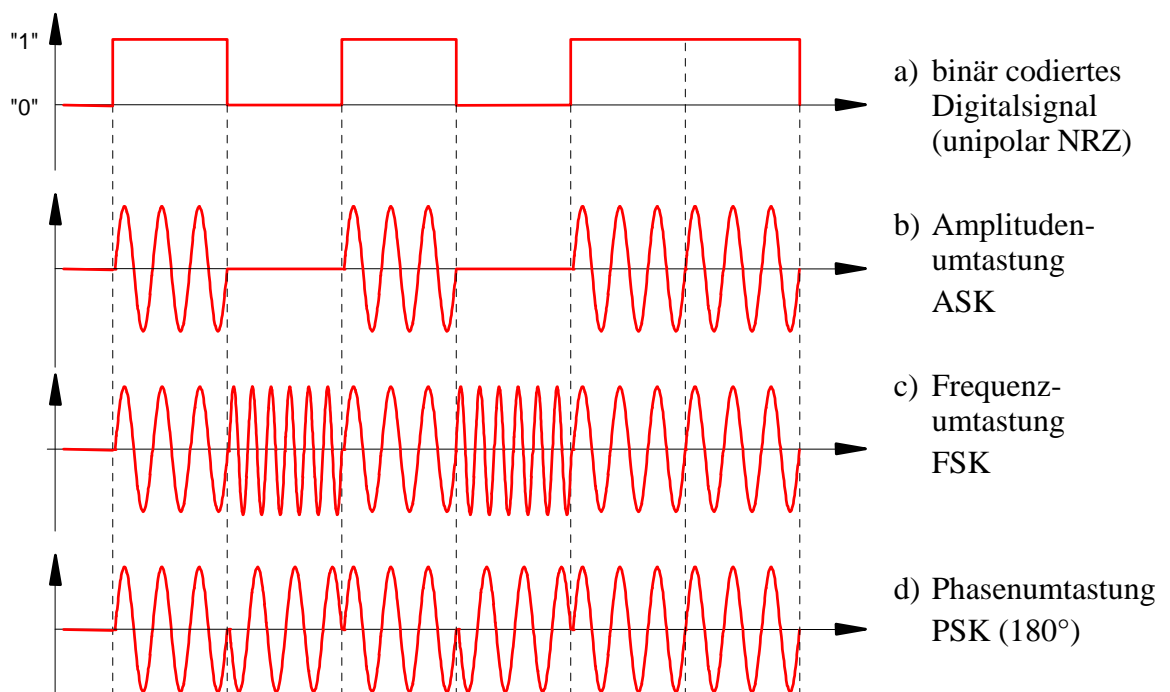 "1"
"0"
a) binär codiertes
Digitalsignal
(unipolar NRZ)
b) Amplituden-
umtastung
ASK
c) Frequenz-
umtastung
FSK
d) Phasenumtastung
PSK (180°)